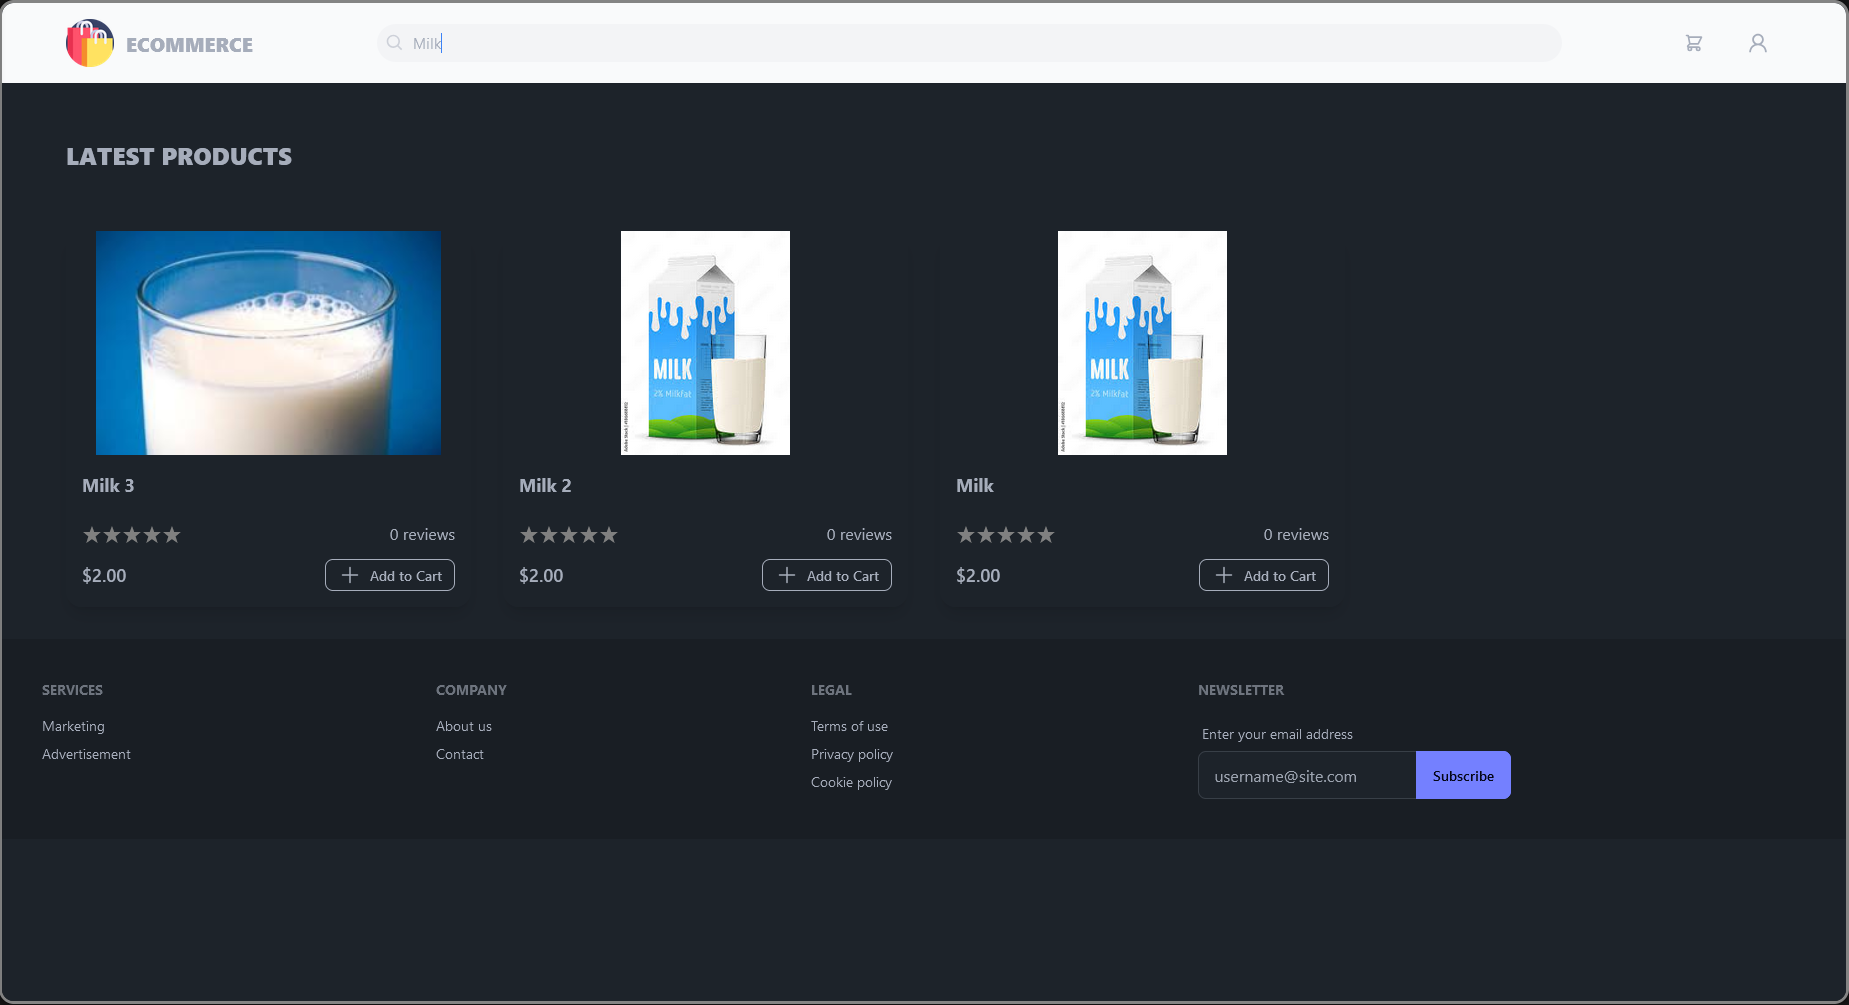 ECOMMERCE
Milk
LATEST PRODUCTS
MILK
2% Milkfat
MILK
2% Milkfat
Milk 3
Milk 2
Milk
0 reviews
0 reviews
0 reviews
$2.00
Add to Cart
$2.00
Add to Cart
$2.00
Add to Cart
SERVICES
Marketing
Advertisement
COMPANY
About us
Contact
LEGAL
Terms of use
Privacy policy
Cookie policy
NEWSLETTER
Enter your email address
username@site.com
Subscribe